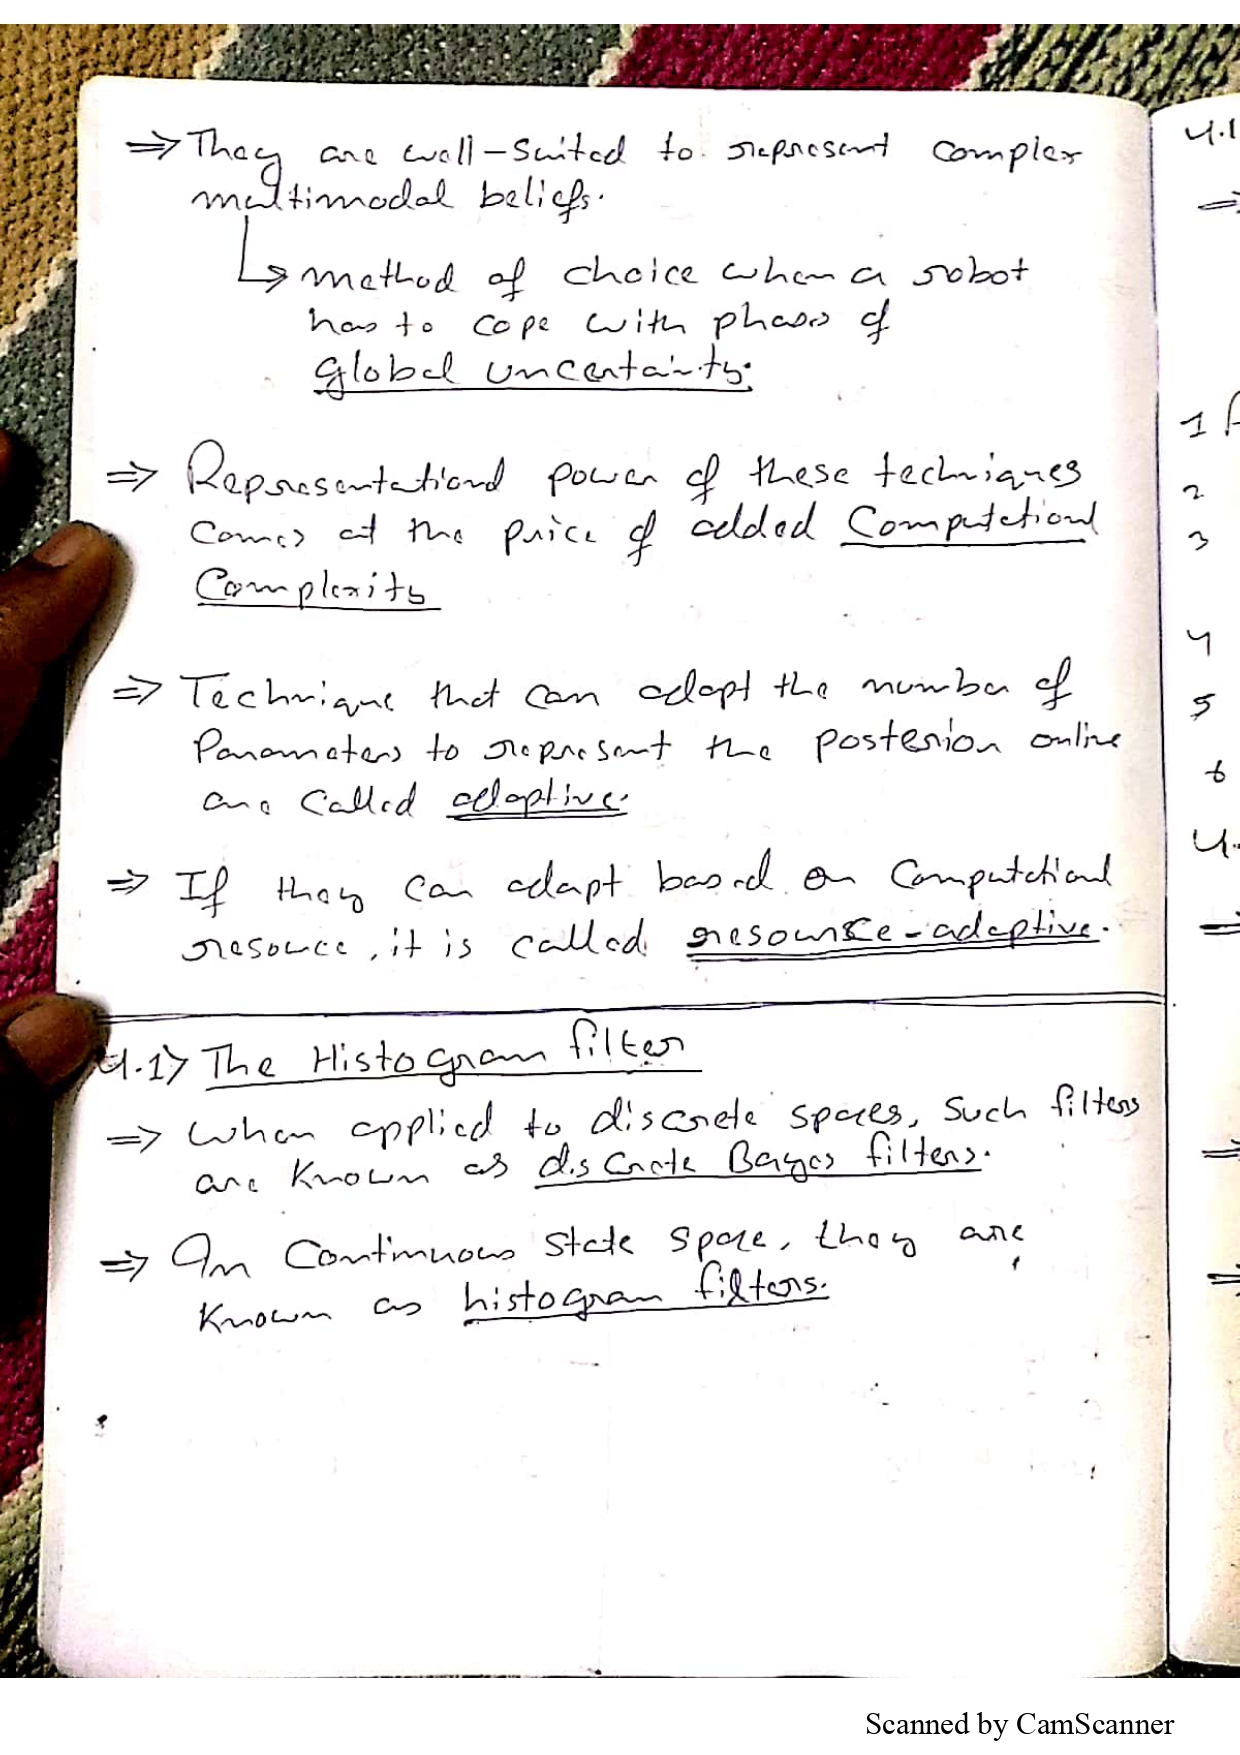 ⇒ They are well-suited to represent complex
multimodal beliefs.
↳ method of choice when a robot
has to cope with phases of
global uncertainty.
⇒ Representational power of these techniques
comes at the price of added Computational
Complexity
⇒ Technique that can adapt the number of
Parameters to represent the posterior online
are called adaptive.
⇒ If they can adapt based on Computational
resource, it is called resource-adaptive.
4.1> The Histogram filter
⇒ When applied to discrete spaces, such filters
are known as discrete Bayes filters.
⇒ In Continuous state space, they are
known as histogram filters.
4.1
⇒
1
2
3
4
5
6
4.
⇒
⇒
⇒
Scanned by CamScanner